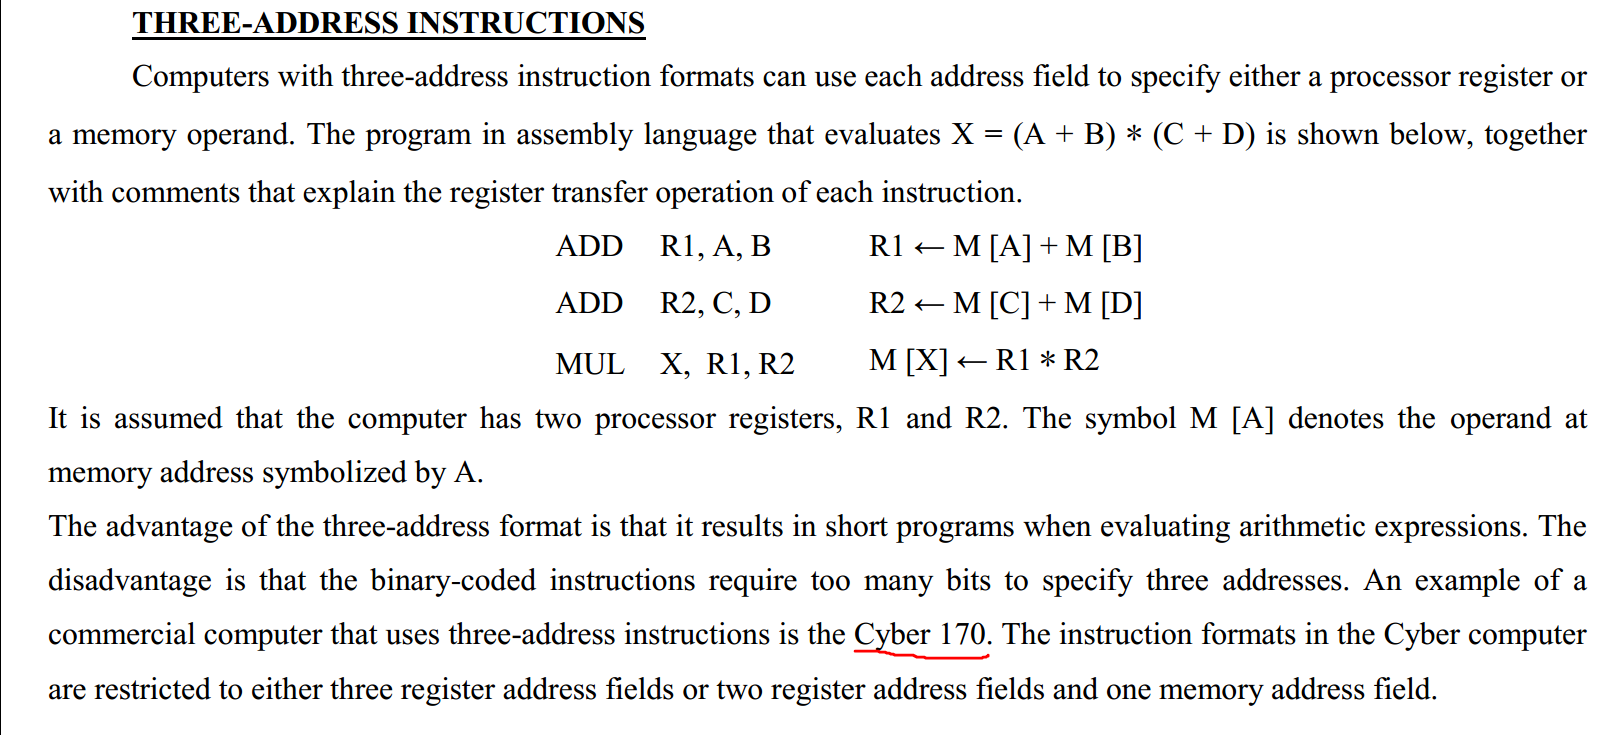 THREE-ADDRESS INSTRUCTIONS
Computers with three-address instruction formats can use each address field to specify either a processor register or
a memory operand. The program in assembly language that evaluates X = (A + B) * (C + D) is shown below, together
with comments that explain the register transfer operation of each instruction.
ADD R1, A, B R1 ← M [A] + M [B]
ADD R2, C, D R2 ← M [C] + M [D]
MUL X, R1, R2 M [X] ← R1 * R2
It is assumed that the computer has two processor registers, R1 and R2. The symbol M [A] denotes the operand at
memory address symbolized by A.
The advantage of the three-address format is that it results in short programs when evaluating arithmetic expressions. The
disadvantage is that the binary-coded instructions require too many bits to specify three addresses. An example of a
commercial computer that uses three-address instructions is the Cyber 170. The instruction formats in the Cyber computer
are restricted to either three register address fields or two register address fields and one memory address field.